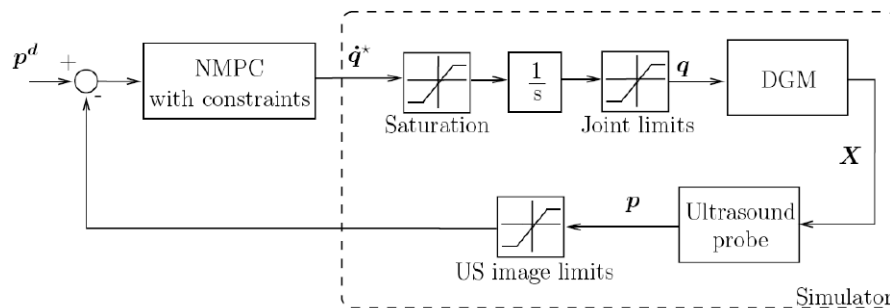 p^d
+
-
NMPC
with constraints
q̇*
Saturation
1
s
Joint limits
q
DGM
X
Ultrasound
probe
p
US image limits
Simulator